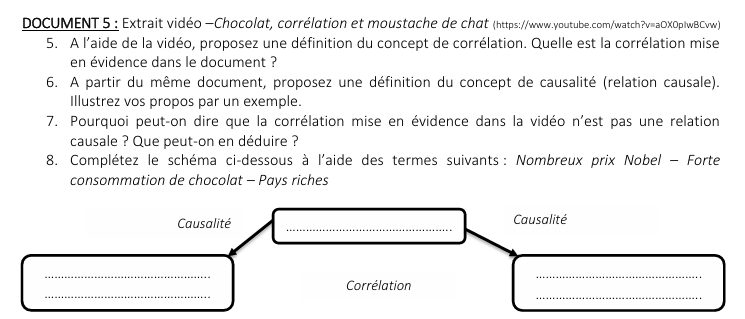 DOCUMENT 5 : Extrait vidéo –Chocolat, corrélation et moustache de chat (https://www.youtube.com/watch?v=aOX0pIwBCvw)
5. A l’aide de la vidéo, proposez une définition du concept de corrélation. Quelle est la corrélation mise
en évidence dans le document ?
6. A partir du même document, proposez une définition du concept de causalité (relation causale).
Illustrez vos propos par un exemple.
7. Pourquoi peut-on dire que la corrélation mise en évidence dans la vidéo n’est pas une relation
causale ? Que peut-on en déduire ?
8. Complétez le schéma ci-dessous à l’aide des termes suivants : Nombreux prix Nobel – Forte
consommation de chocolat – Pays riches
Causalité
Causalité
Corrélation